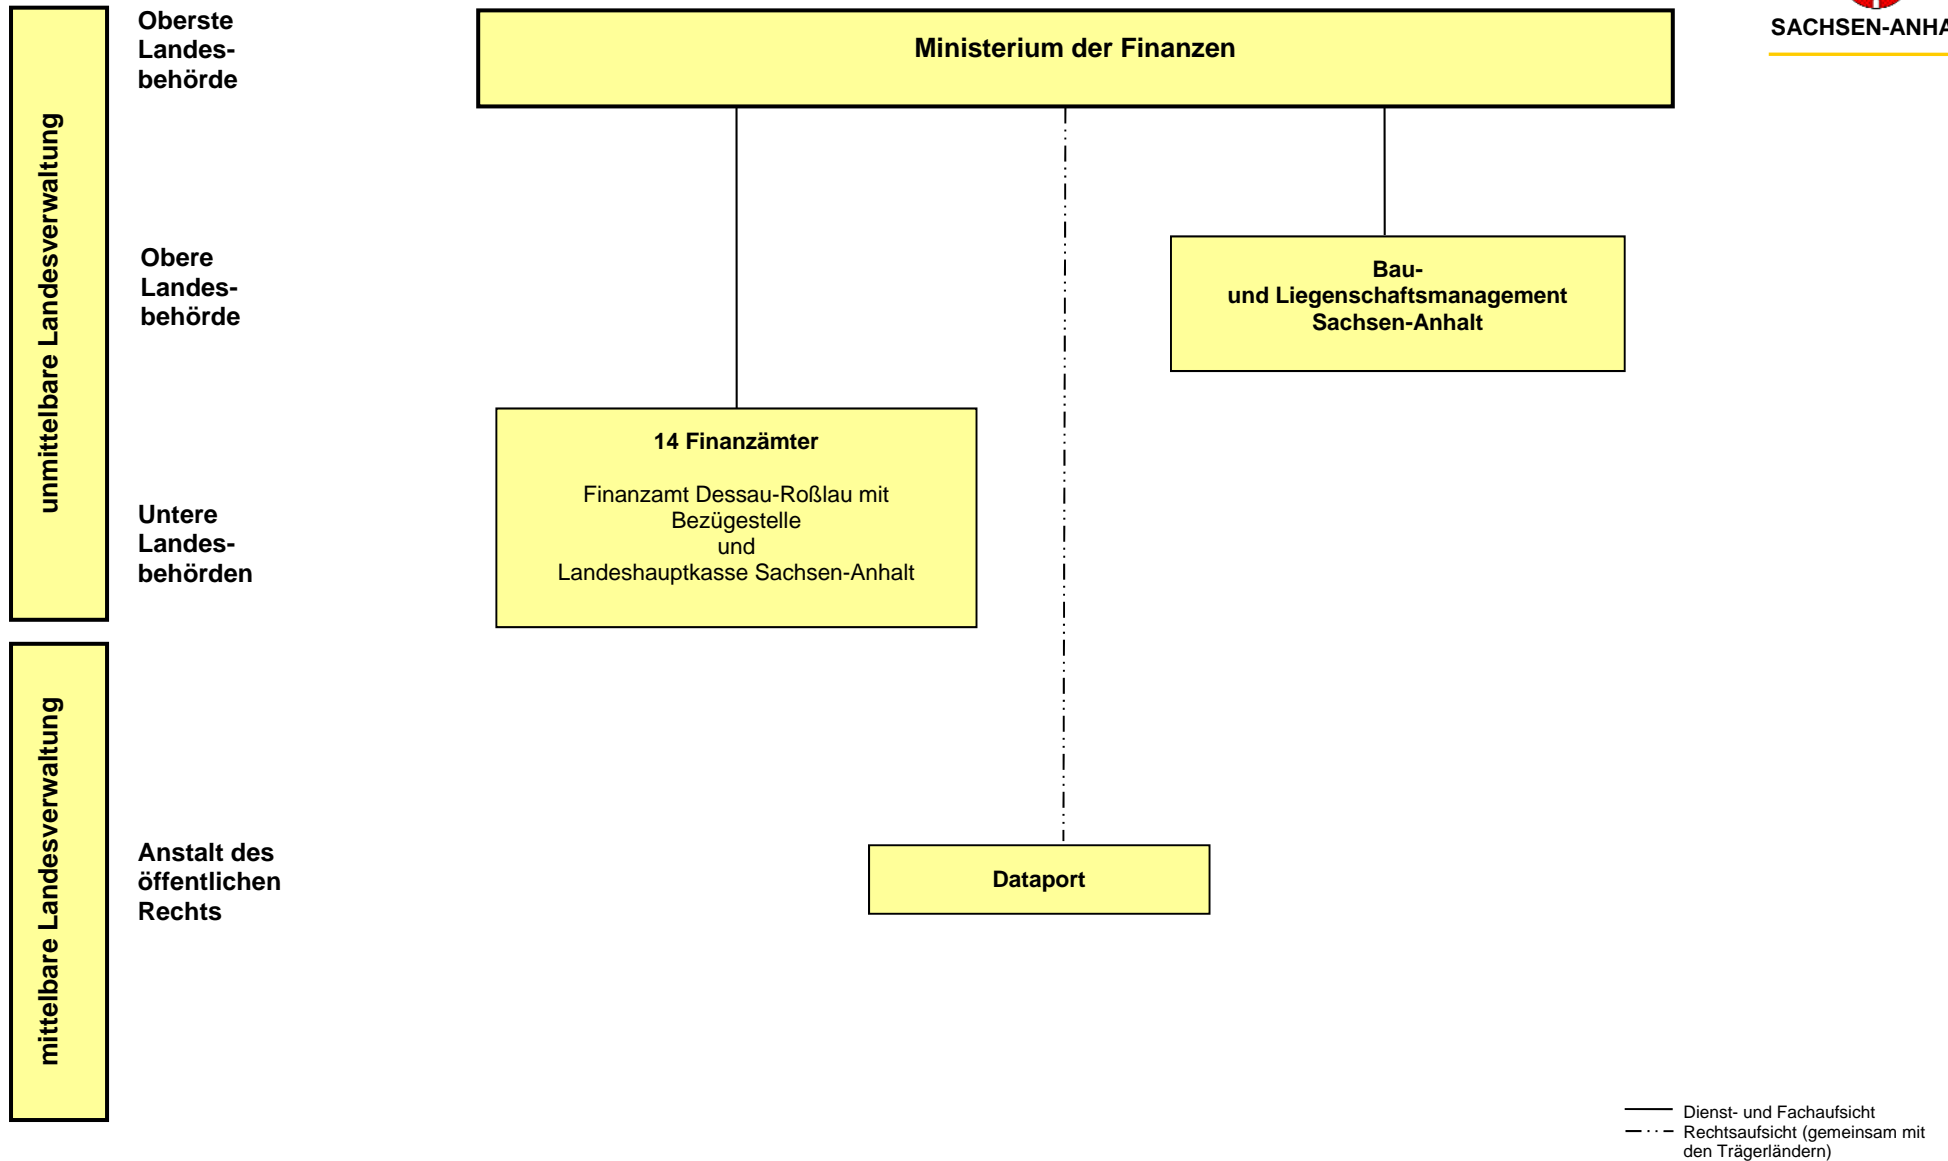 Oberste
Landes-
behörde
Ministerium der Finanzen
SACHSEN-ANHA
unmittelbare Landesverwaltung
Obere
Landes-
behörde
Bau-
und Liegenschaftsmanagement
Sachsen-Anhalt
14 Finanzämter
Finanzamt Dessau-Roßlau mit
Bezügestelle
und
Landeshauptkasse Sachsen-Anhalt
Untere
Landes-
behörden
mittelbare Landesverwaltung
Anstalt des
öffentlichen
Rechts
Dataport
Dienst- und Fachaufsicht
Rechtsaufsicht (gemeinsam mit
den Trägerländern)